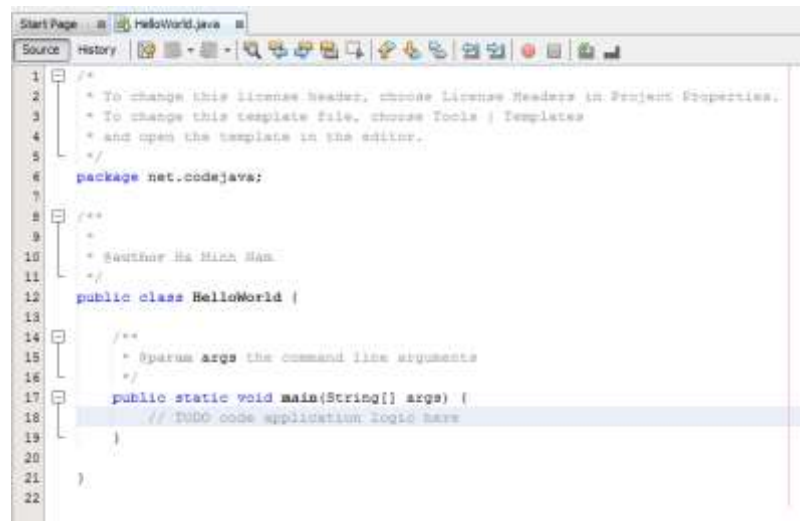 Start Page HelloWorld.java
Source History
1 /*
2 * To change this license header, choose License Headers in Project Properties.
3 * To change this template file, choose Tools | Templates
4 * and open the template in the editor.
5 */
6 package net.codejava;
7
8 /**
9 *
10 * @author Ha Minh Nam
11 */
12 public class HelloWorld {
13
14 /**
15 * @param args the command line arguments
16 */
17 public static void main(String[] args) {
18 // TODO code application logic here
19 }
20
21 }
22